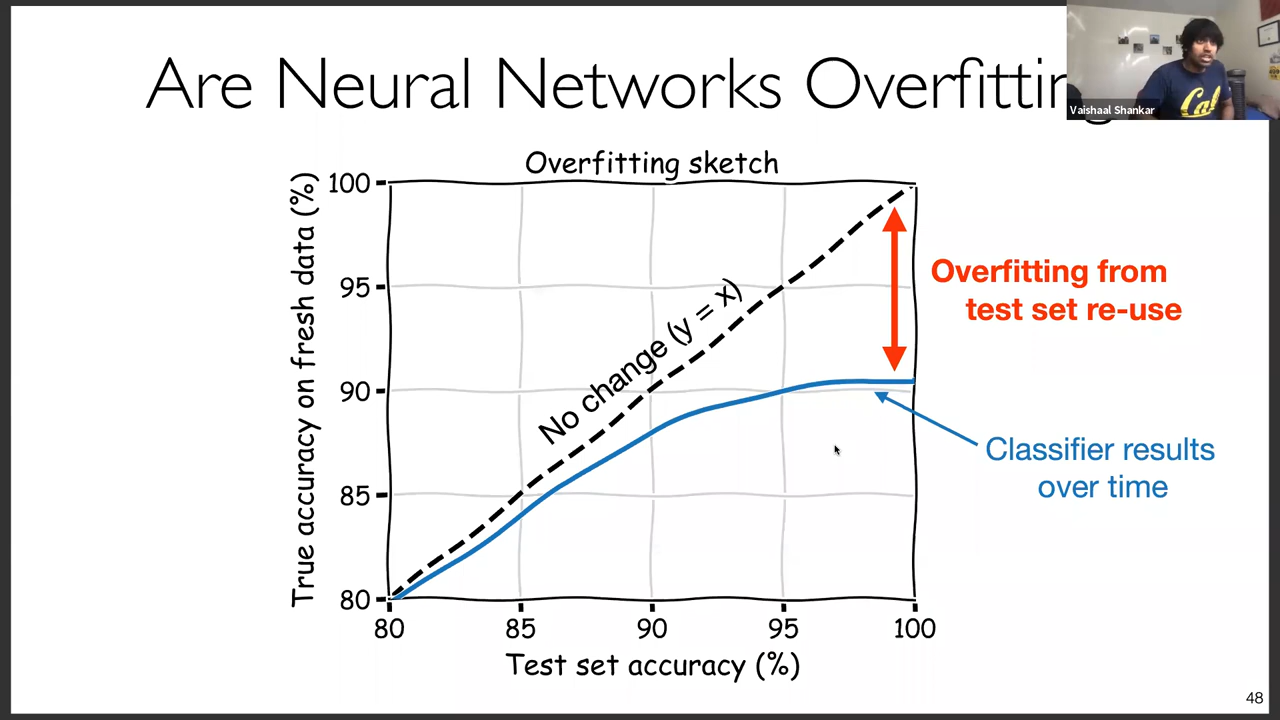 Are Neural Networks Overfitting
Vaishaal Shankar
Cal
Overfitting sketch
True accuracy on fresh data (%)
100
95
90
85
80
No change (y = x)
Overfitting from
test set re-use
Classifier results
over time
80 85 90 95 100
Test set accuracy (%)
48